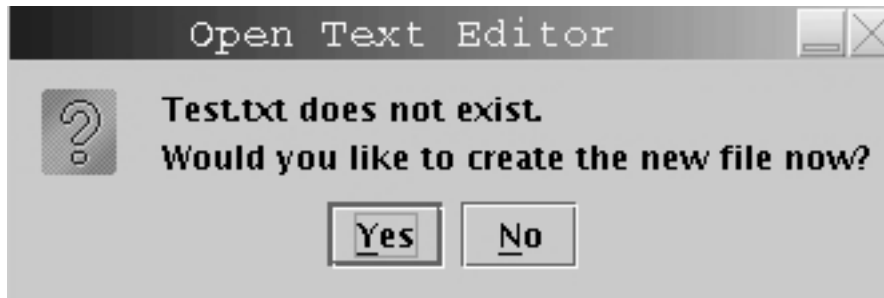 Open Text Editor
Test.txt does not exist.
Would you like to create the new file now?
Yes No